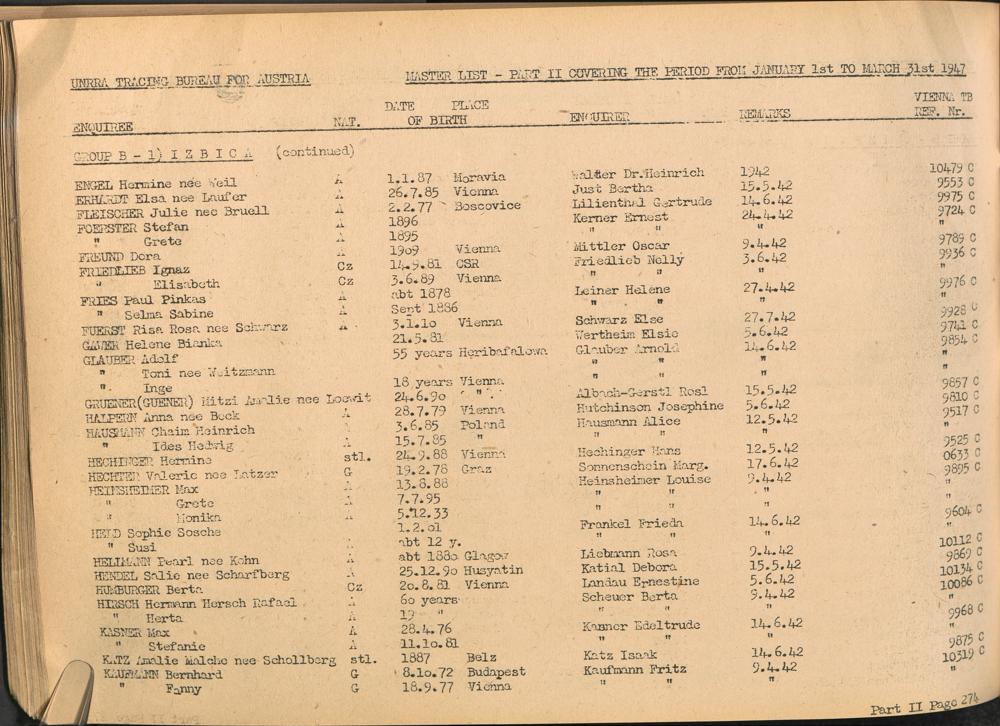 UNRRA TRACING BUREAU FOR AUSTRIA MASTER LIST - PART II COVERING THE PERIOD FROM JANUARY 1st TO MARCH 31st 1947
ENQUIREE NAT. DATE PLACE OF BIRTH ENQUIRER REMARKS VIENNA TB REF. Nr.
GROUP B - 1) I Z B I C A (continued)
ENGEL Hermine née Weil A 1.1.87 Moravia Walter Dr.Heinrich 1942 10479 C
ERHARDT Elsa nee Laufer A 26.7.85 Vienna Just Bertha 15.5.42 9553 C
FLEISCHER Julie nee Bruell A 2.2.77 Boscovice Lilienthal Gertrude 14.6.42 9975 C
FOERSTER Stefan A 1896 Kerner Ernest 24.4.42 9724 C
" Grete A 1895 " " " "
FREUND Dora A 1909 Vienna Mittler Oscar 9.4.42 9789 C
FRIEDLIEB Ignaz Cz 14.9.81 CSR Friedlieb Nelly 3.6.42 9936 C
" Elisabeth Cz 3.6.89 Vienna " " "
FRIES Paul Pinkas A abt 1878 Leiner Helene 27.4.42 9976 C
" Selma Sabine A Sept 1886 " " " "
FUERST Risa Rosa nee Schwarz A 3.1.10 Vienna Schwarz Else 27.7.42 9928 C
GAUER Helene Bianka 21.5.81 Wertheim Elsie 5.6.42 9741 C
GLAUBER Adolf 55 years Heribafalowa Glauber Arnold 14.6.42 9854 C
" Toni nee Weitzmann " " " "
" Inge 18 years Vienna " " " "
GRUENER(GUENER) Mitzi Amalie nee Loewit 24.6.90 " " Albach-Gerstl Rosl 15.5.42 9857 C
HALPERN Anna nee Beck A 28.7.79 Vienna Hutchinson Josephine 5.6.42 9810 C
HAUSMANN Chaim Heinrich 3.6.85 Poland Hausmann Alice 12.5.42 9517 C
" Ides Hedwig A 15.7.85 " " " "
HECHINGER Hermine stl. 24.9.88 Vienna Hechinger Hans 12.5.42 9525 C
HECHTER Valerie nee Latzer G 19.2.78 Graz Sonnenschein Marg. 17.6.42 0633 C
HEIMSHEIMER Max A 13.8.88 Heinsheimer Louise 9.4.42 9895 C
" Grete A 7.7.95 " " " "
" Monika A 5.12.33 " " " "
HELD Sophie Sosche 1.2.01 Frankel Frieda 14.6.42 9604 C
" Susi abt 12 y. " " " "
HELLMANN Pearl nee Kohn A abt 1880 Glagow Liebmann Rosa 9.4.42 10112 C
HENDEL Salie nee Scharfberg A 25.12.90 Husyatin Katial Debora 15.5.42 9869 C
HUMBURGER Berta Cz 20.8.81 Vienna Landau Ernestine 5.6.42 10134 C
HIRSCH Hermann Hersch Rafael A 60 years Scheuer Berta 9.4.42 10086 C
" Herta A 19 " " " "
KASNER Max A 28.4.76 Kasner Edeltrude 14.6.42 9968 C
" Stefanie A 11.10.81 " " " "
KATZ Amalie Malche nee Schollberg stl. 1887 Belz Katz Isaak 14.6.42 9875 C
KAUFMANN Bernhard G 8.10.72 Budapest Kaufmann Fritz 9.4.42 10319 C
" Fanny G 18.9.77 Vienna " " " "
Part II Page 274